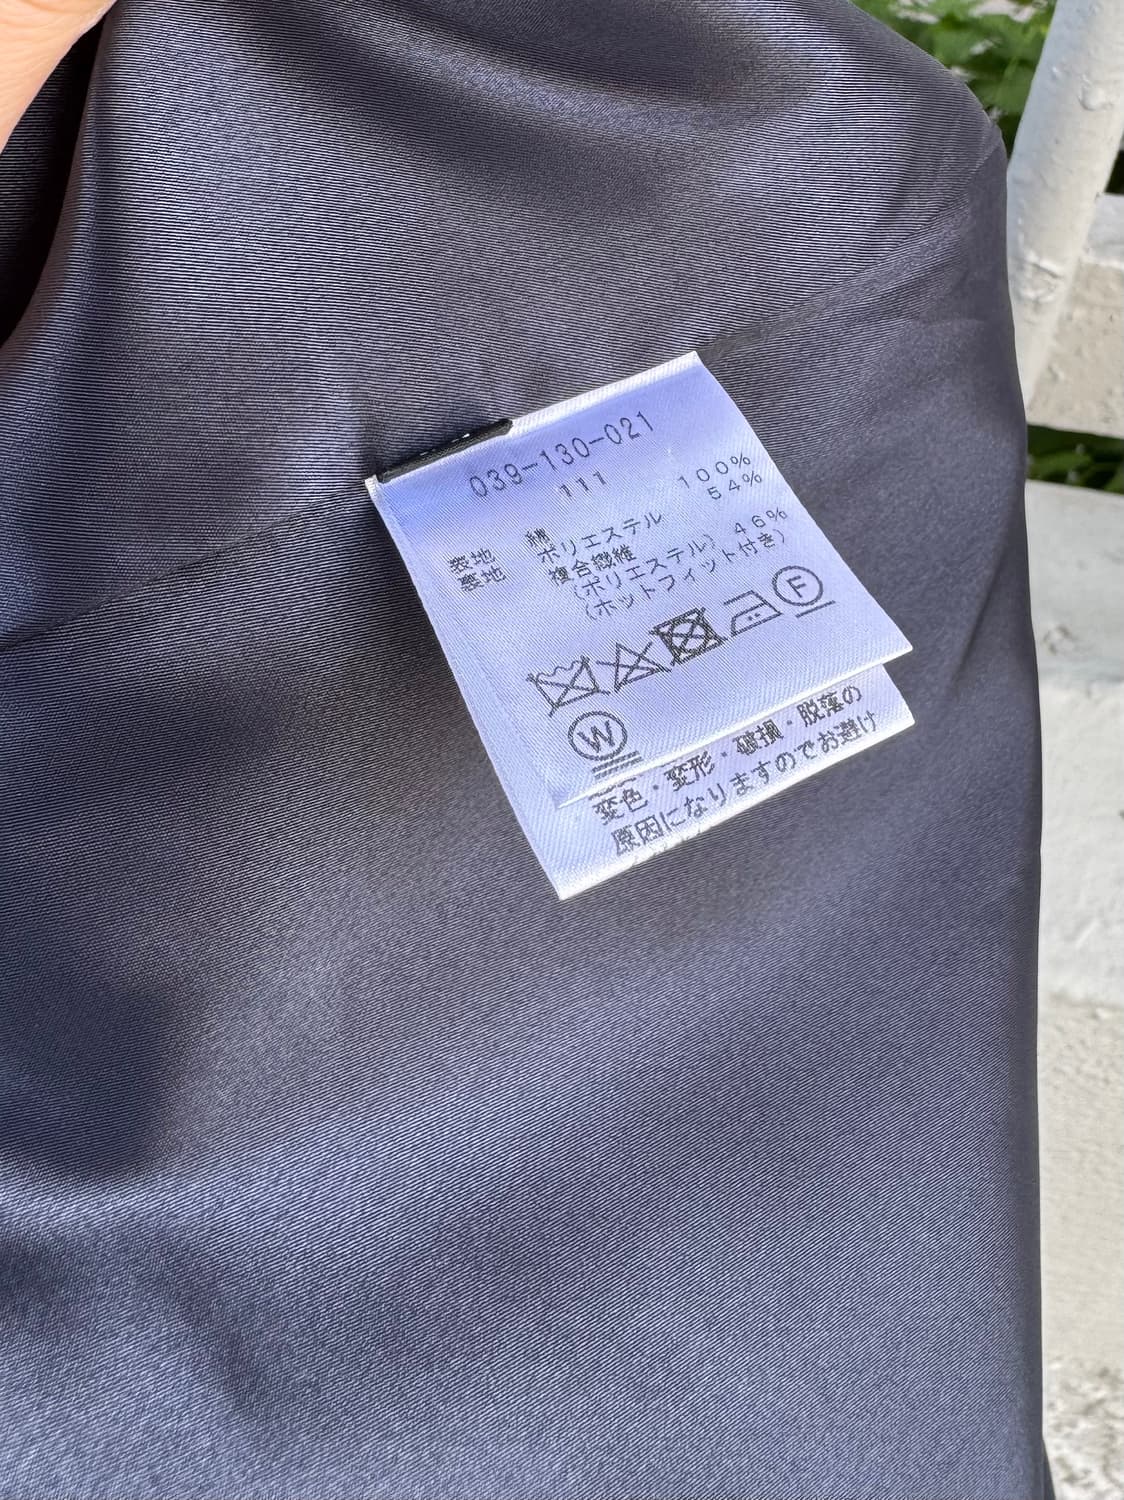 039-130-021
111
表地 綿 100%
裏地 ポリエステル 54%
複合繊維
(ポリエステル) 46%
(ホットフィット付き)
F
W
変色・変形・破損・脱落の
原因になりますのでお避け